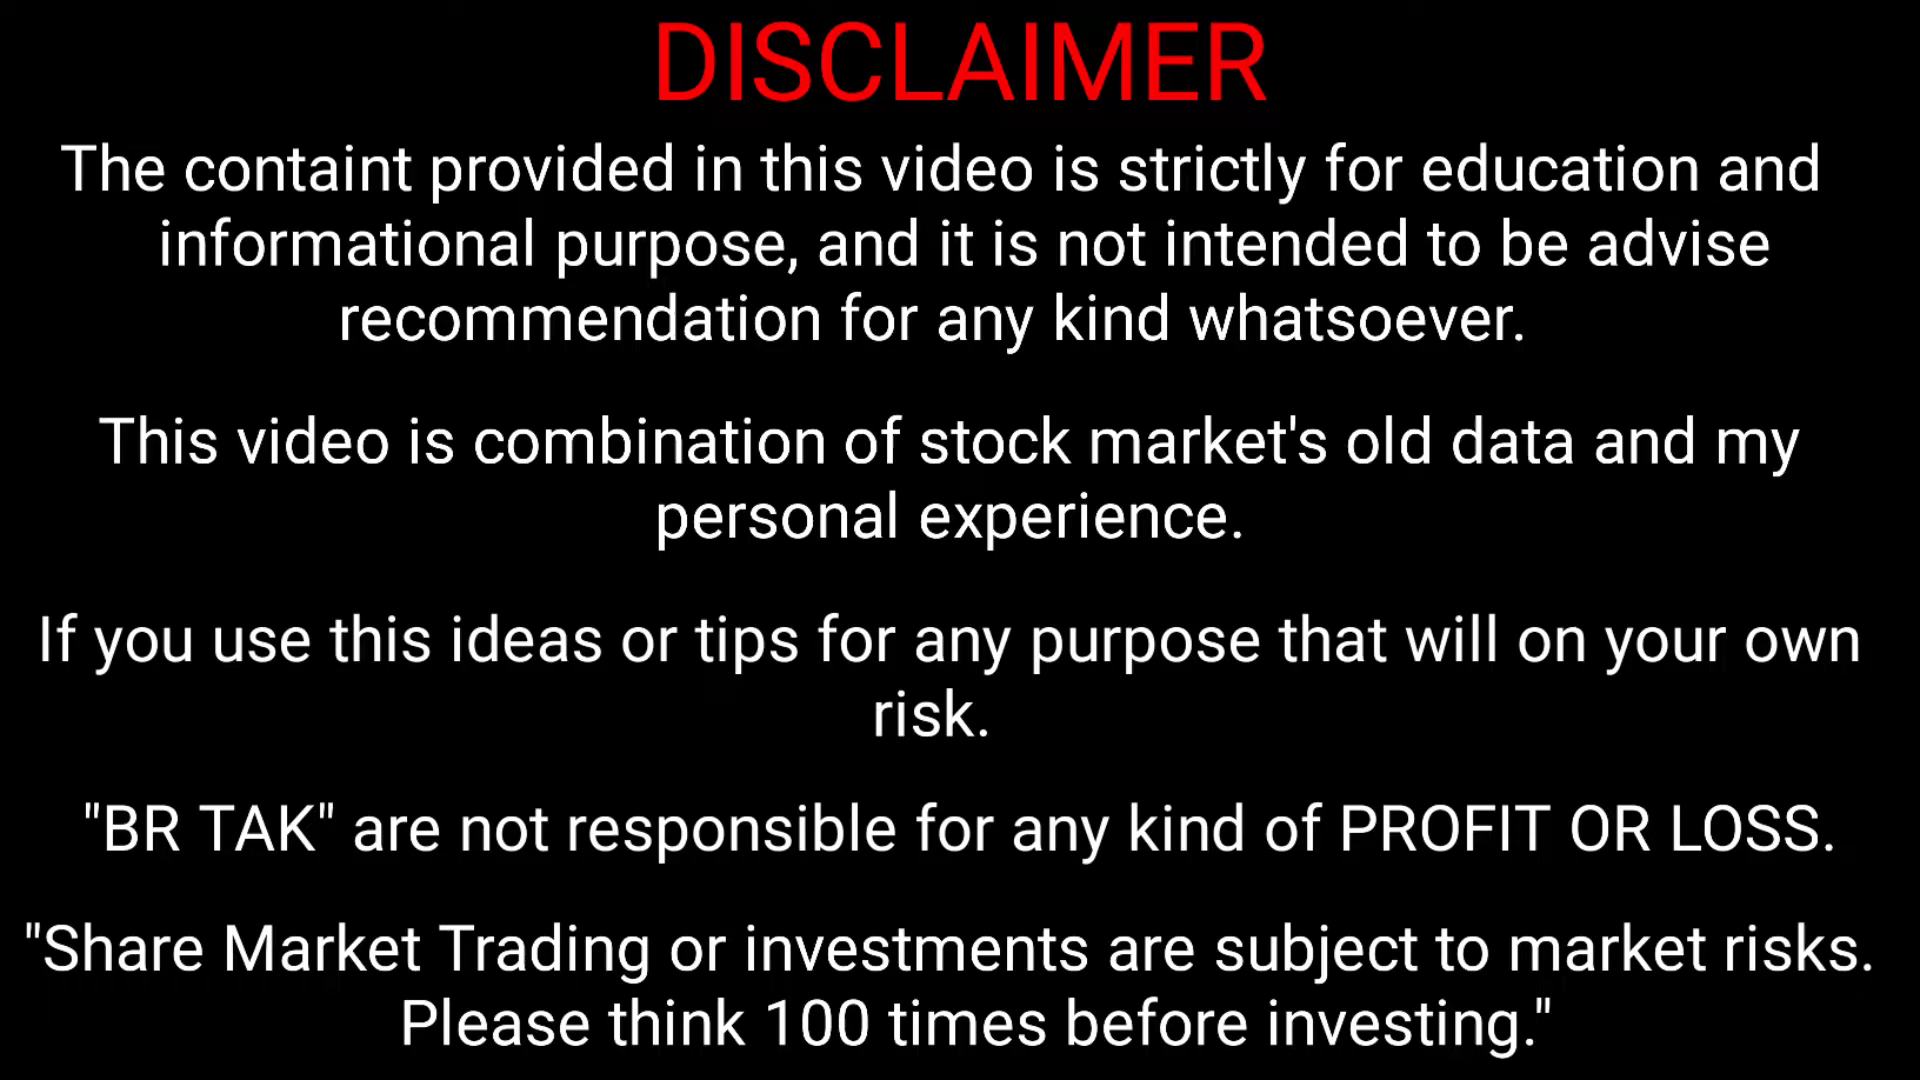 DISCLAIMER
The containt provided in this video is strictly for education and
informational purpose, and it is not intended to be advise
recommendation for any kind whatsoever.
This video is combination of stock market's old data and my
personal experience.
If you use this ideas or tips for any purpose that will on your own
risk.
"BR TAK" are not responsible for any kind of PROFIT OR LOSS.
"Share Market Trading or investments are subject to market risks.
Please think 100 times before investing."